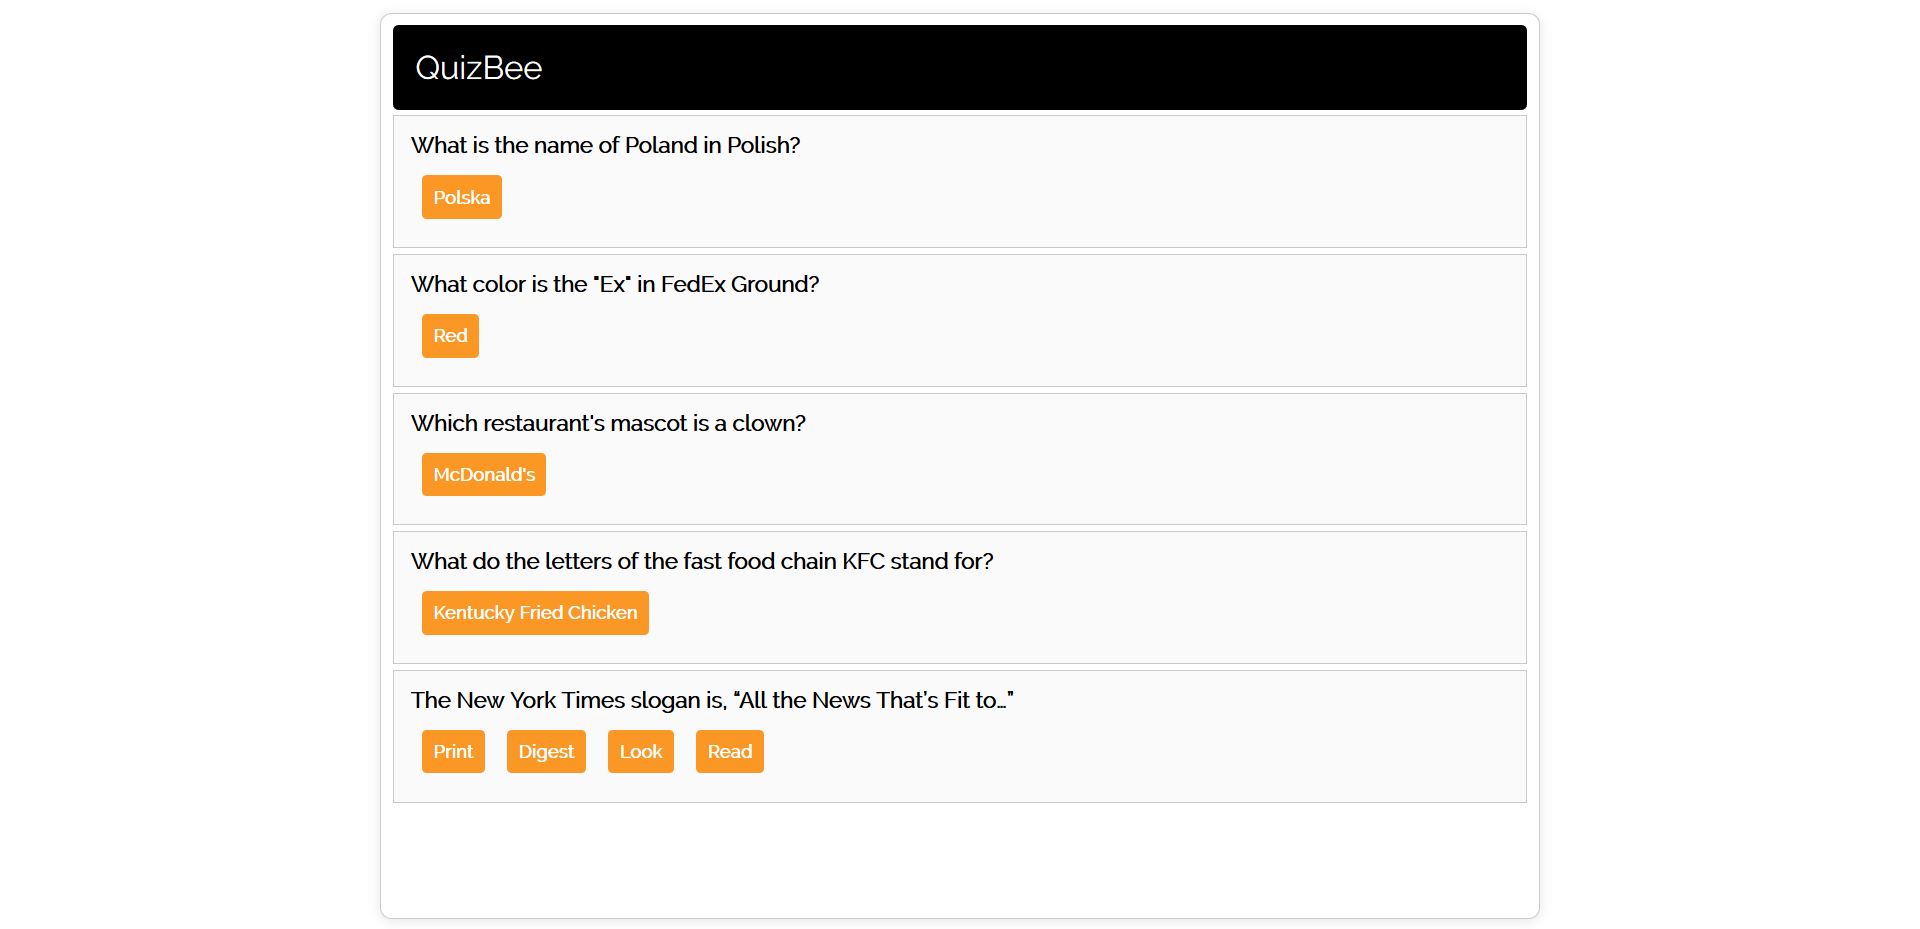 QuizBee
What is the name of Poland in Polish?
Polska
What color is the "Ex" in FedEx Ground?
Red
Which restaurant's mascot is a clown?
McDonald's
What do the letters of the fast food chain KFC stand for?
Kentucky Fried Chicken
The New York Times slogan is, “All the News That’s Fit to…”
Print Digest Look Read